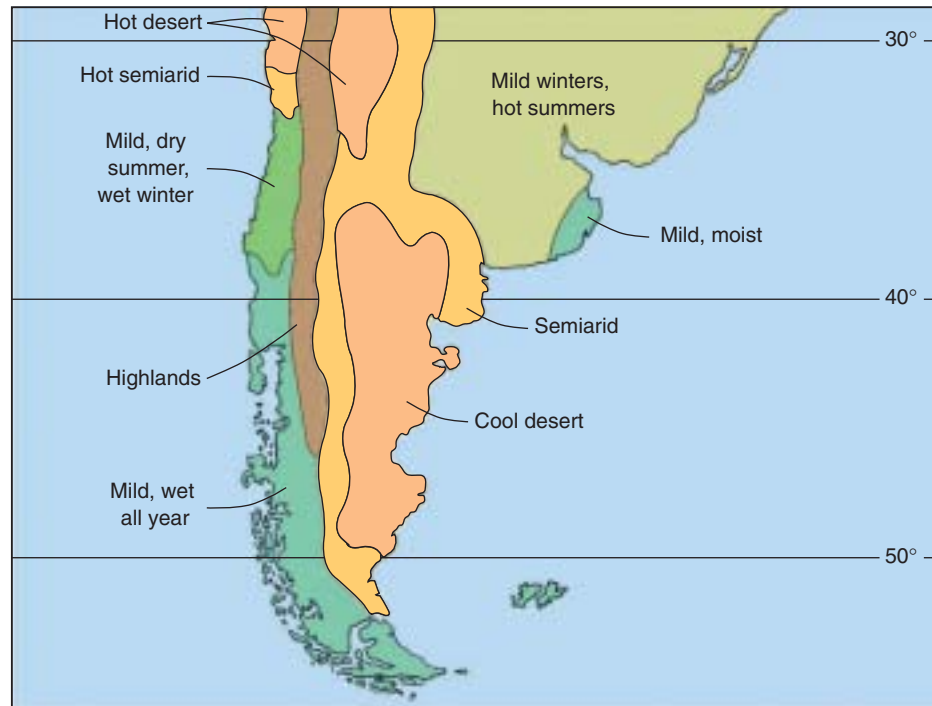 Hot desert
30°
Hot semiarid
Mild winters,
hot summers
Mild, dry
summer,
wet winter
Mild, moist
40°
Semiarid
Highlands
Cool desert
Mild, wet
all year
50°